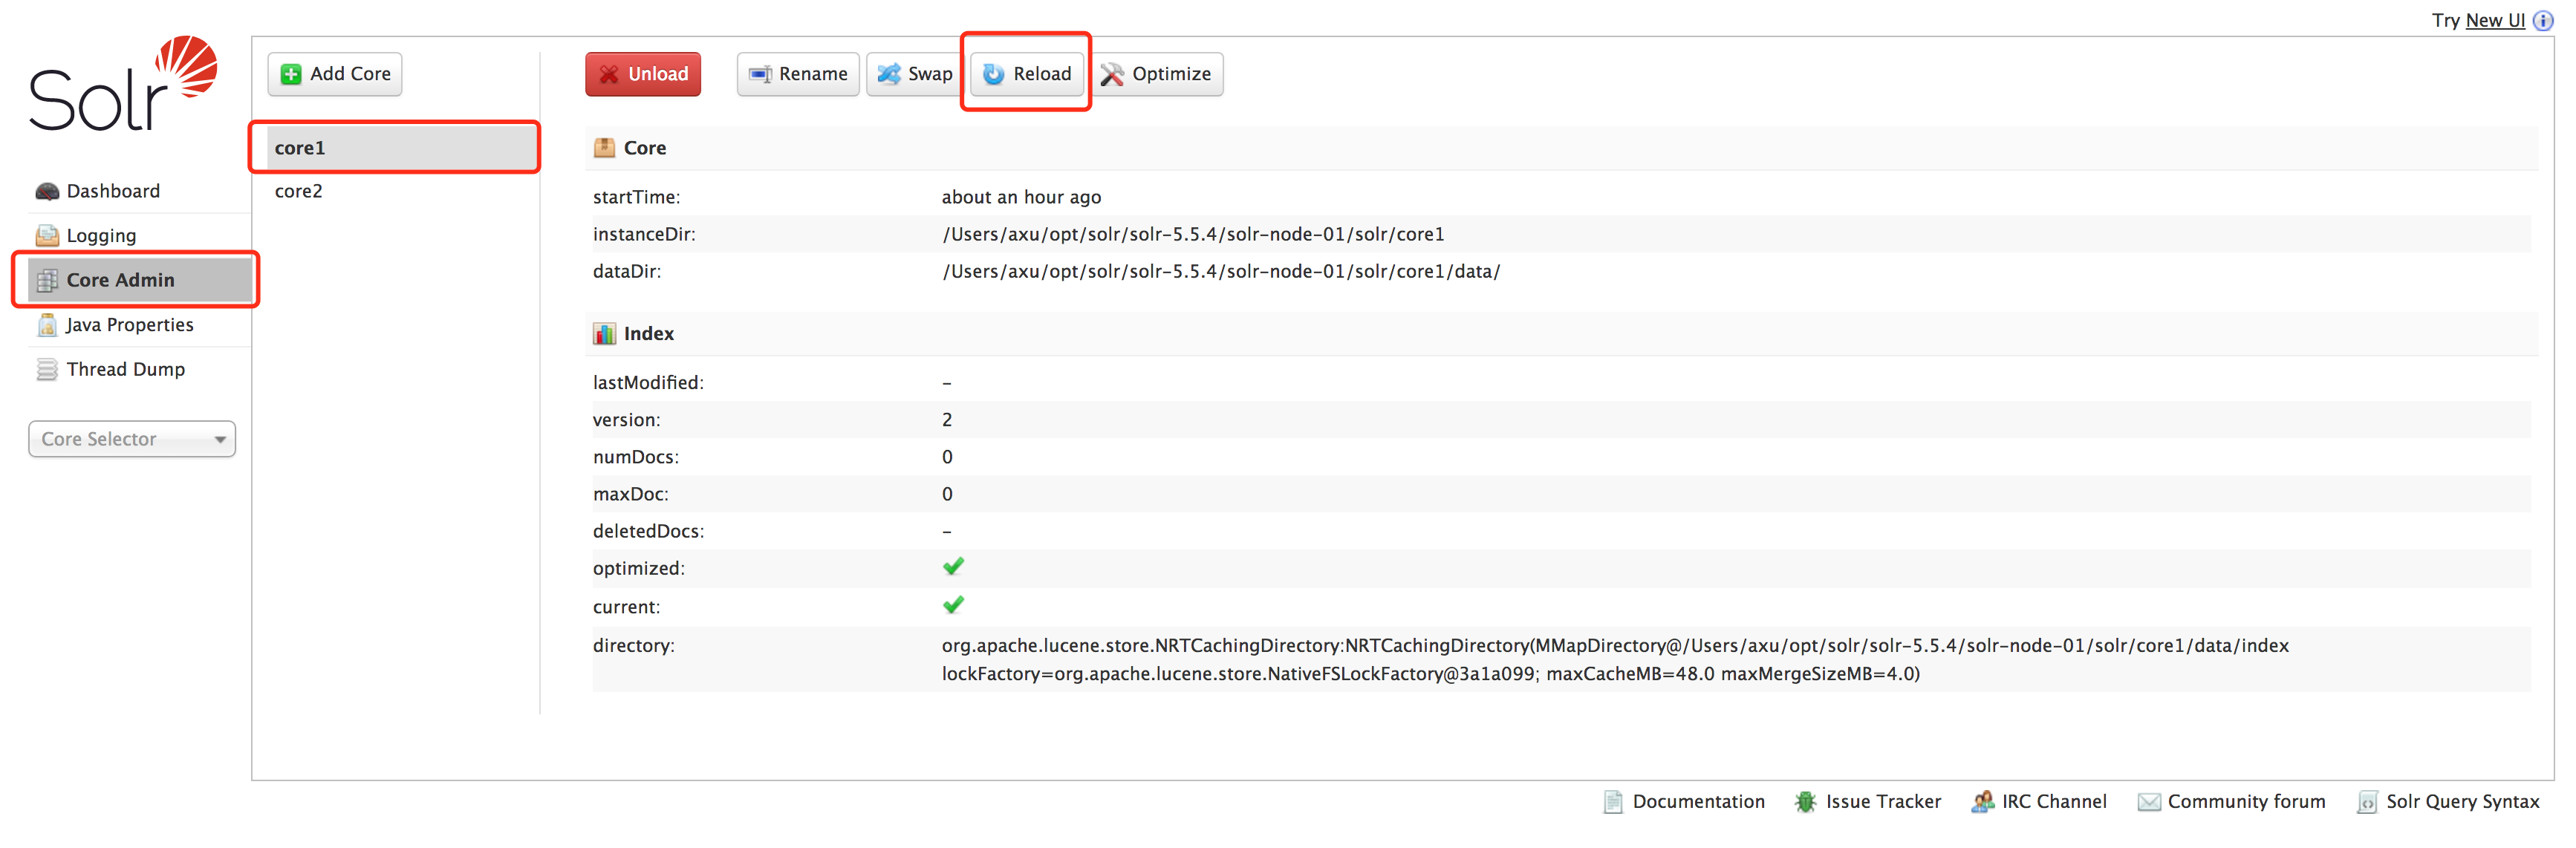 Try New UI
Solr
Dashboard
Logging
Core Admin
Java Properties
Thread Dump
Core Selector
Add Core
core1
core2
Unload Rename Swap Reload Optimize
Core
startTime: about an hour ago
instanceDir: /Users/axu/opt/solr/solr-5.5.4/solr-node-01/solr/core1
dataDir: /Users/axu/opt/solr/solr-5.5.4/solr-node-01/solr/core1/data/
Index
lastModified: –
version: 2
numDocs: 0
maxDoc: 0
deletedDocs: –
optimized:
current:
directory: org.apache.lucene.store.NRTCachingDirectory:NRTCachingDirectory(MMapDirectory@/Users/axu/opt/solr/solr-5.5.4/solr-node-01/solr/core1/data/index
lockFactory=org.apache.lucene.store.NativeFSLockFactory@3a1a099; maxCacheMB=48.0 maxMergeSizeMB=4.0)
Documentation Issue Tracker IRC Channel Community forum Solr Query Syntax